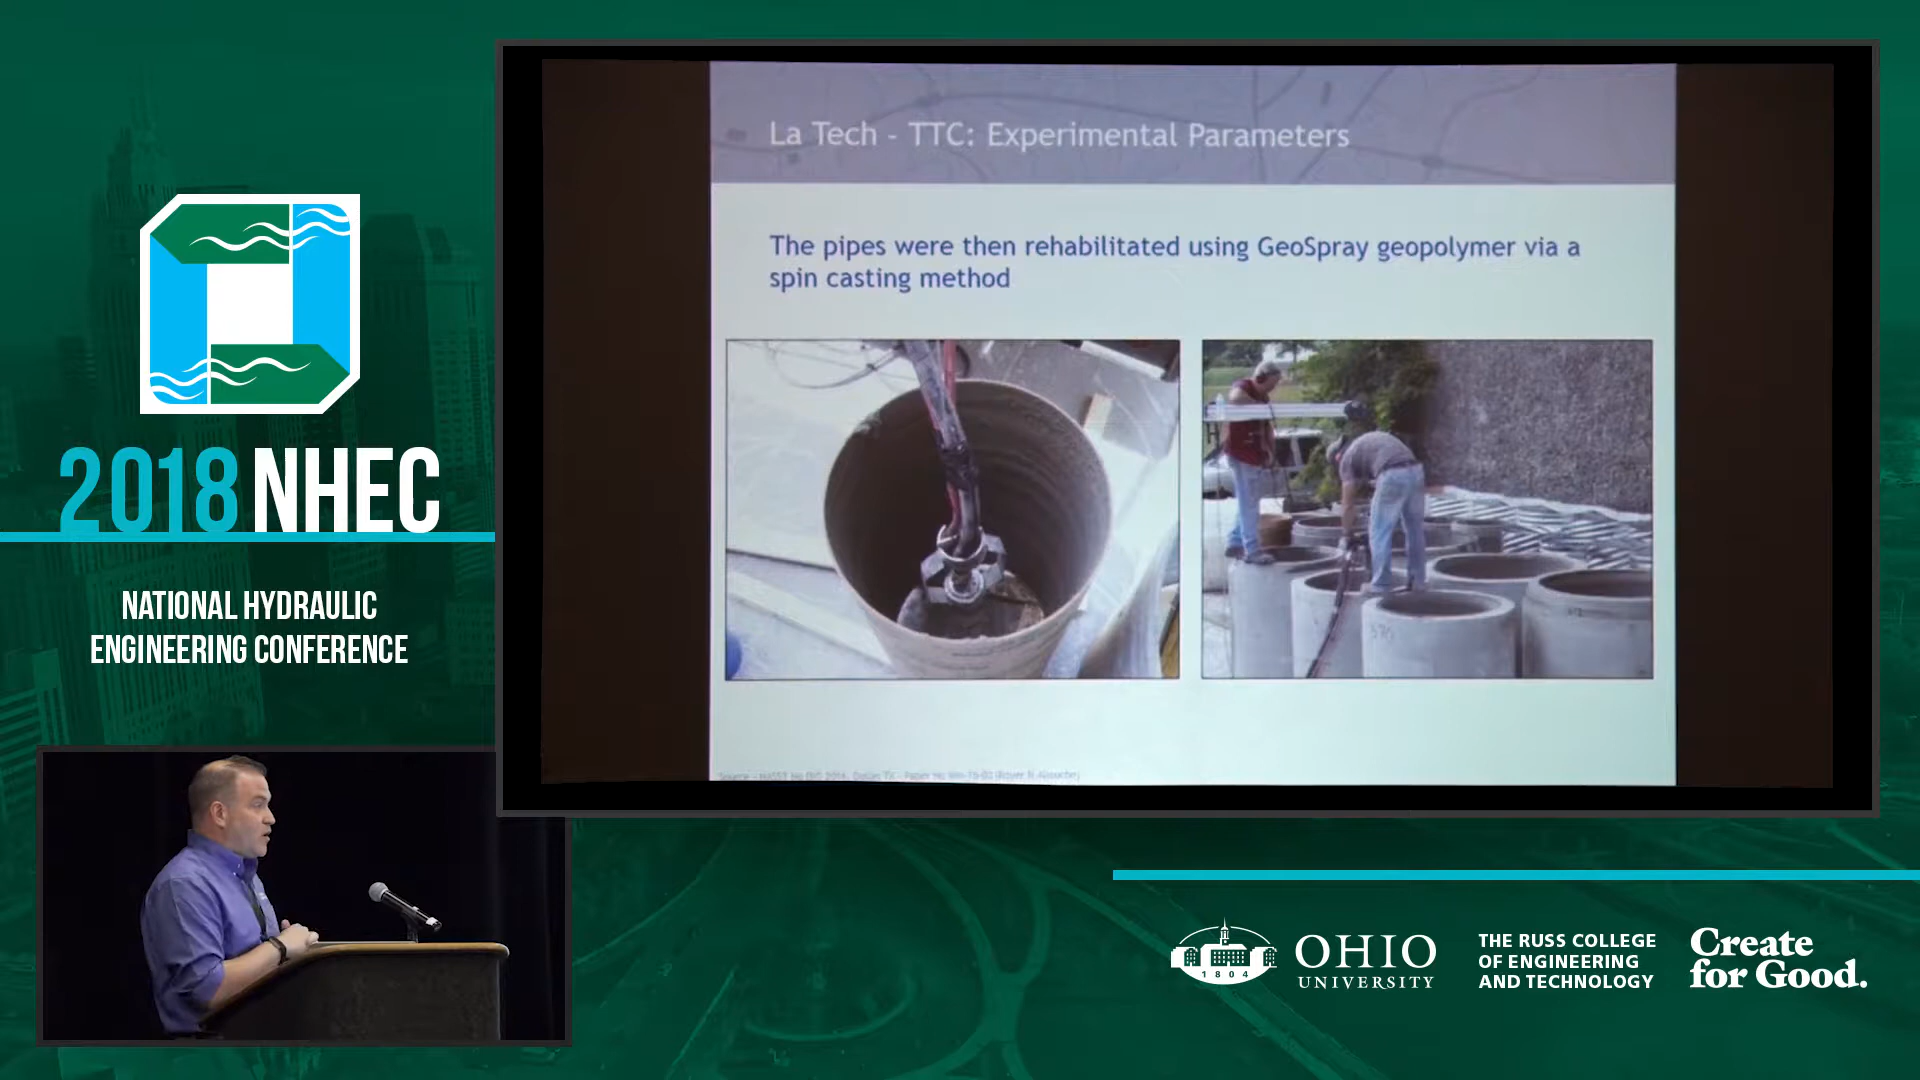 2018 NHEC
NATIONAL HYDRAULIC
ENGINEERING CONFERENCE
La Tech - TTC: Experimental Parameters
The pipes were then rehabilitated using GeoSpray geopolymer via a
spin casting method
376
1804
OHIO
UNIVERSITY
THE RUSS COLLEGE
OF ENGINEERING
AND TECHNOLOGY
Create
for Good.